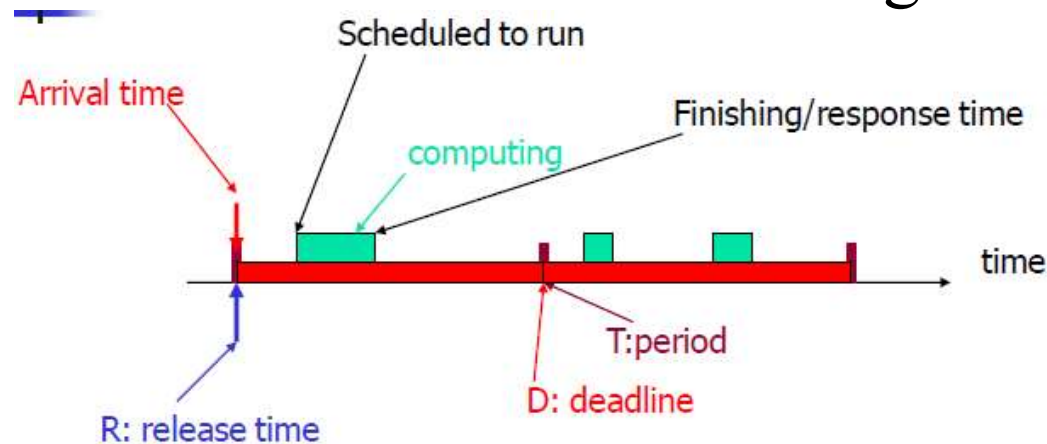 Scheduled to run
Arrival time
Finishing/response time
computing
time
T:period
D: deadline
R: release time